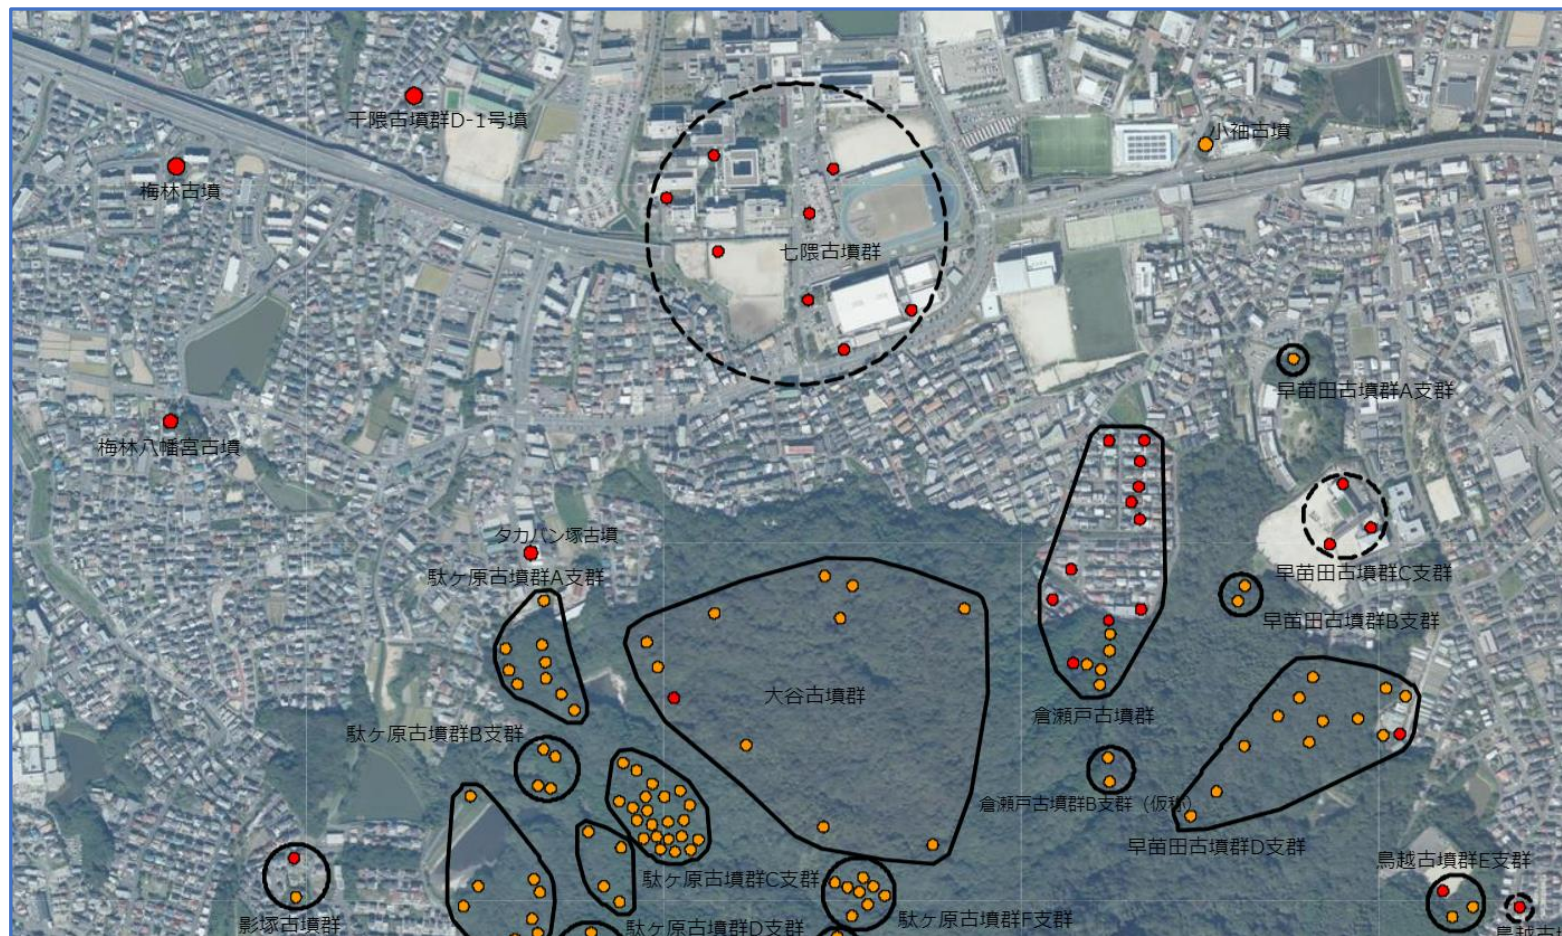 干隈古墳群D-1号墳
小袖古墳
梅林古墳
七隈古墳群
早苗田古墳群A支群
梅林八幡宮古墳
タカバン塚古墳
駄ヶ原古墳群A支群
早苗田古墳群C支群
早苗田古墳群B支群
大谷古墳群
倉瀬戸古墳群
駄ヶ原古墳群B支群
倉瀬戸古墳群B支群（仮称）
早苗田古墳群D支群
鳥越古墳群E支群
駄ヶ原古墳群C支群
影塚古墳群
駄ヶ原古墳群D支群
駄ヶ原古墳群F支群
鳥越古